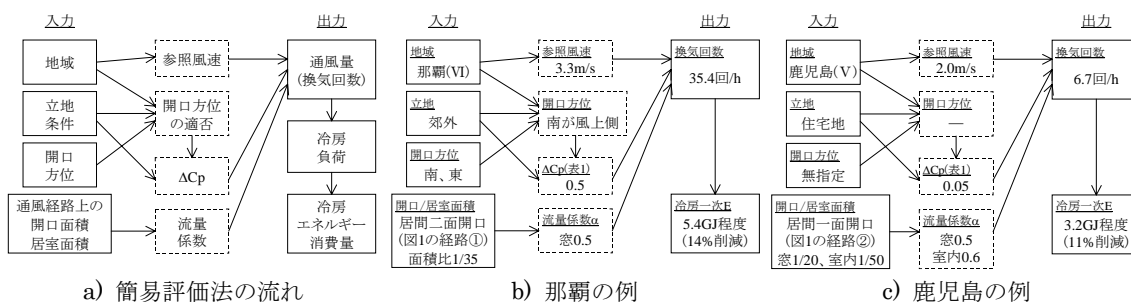 入力
出力
地域
参照風速
通風量
(換気回数)
立地
条件
開口方位
の適否
開口
方位
ΔCp
冷房
負荷
通風経路上の
開口面積
居室面積
流量
係数
冷房
エネルギー
消費量
a) 簡易評価法の流れ
入力
出力
地域
那覇(VI)
参照風速
3.3m/s
換気回数
35.4回/h
立地
郊外
開口方位
南が風上側
開口方位
南、東
ΔCp(表1)
0.5
開口/居室面積
居間二面開口
(図1の経路①)
面積比1/35
流量係数α
窓0.5
冷房一次E
5.4GJ程度
(14%削減)
b) 那覇の例
入力
出力
地域
鹿児島(V)
参照風速
2.0m/s
換気回数
6.7回/h
立地
住宅地
開口方位
―
開口方位
無指定
ΔCp(表1)
0.05
開口/居室面積
居間一面開口
(図1の経路②)
窓1/20、室内1/50
流量係数α
窓0.5
室内0.6
冷房一次E
3.2GJ程度
(11%削減)
c) 鹿児島の例